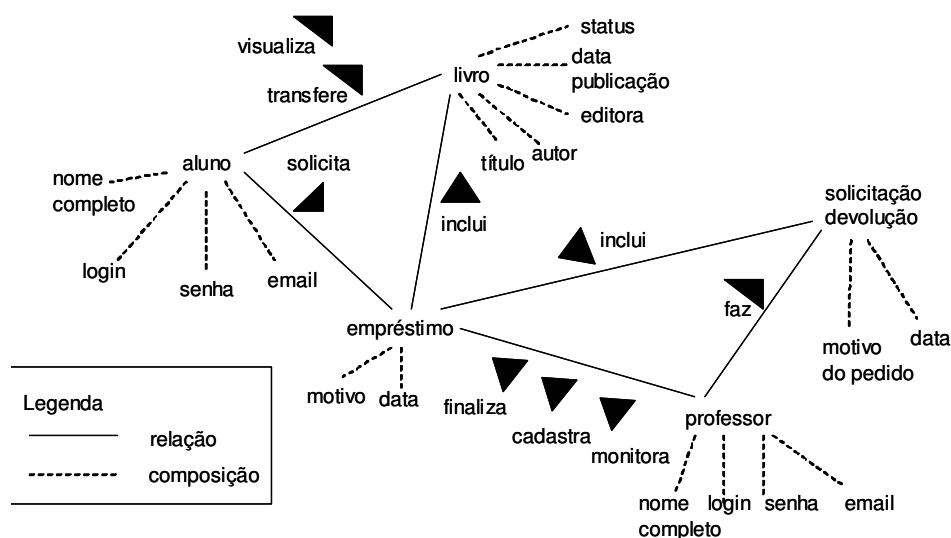 status
visualiza
data
publicação
livro
transfere
editora
título
autor
aluno
solicita
nome
completo
solicitação
devolução
inclui
inclui
login
senha
email
faz
empréstimo
data
motivo
do pedido
motivo
data
finaliza
cadastra
monitora
professor
Legenda
relação
composição
nome
completo
login
senha
email